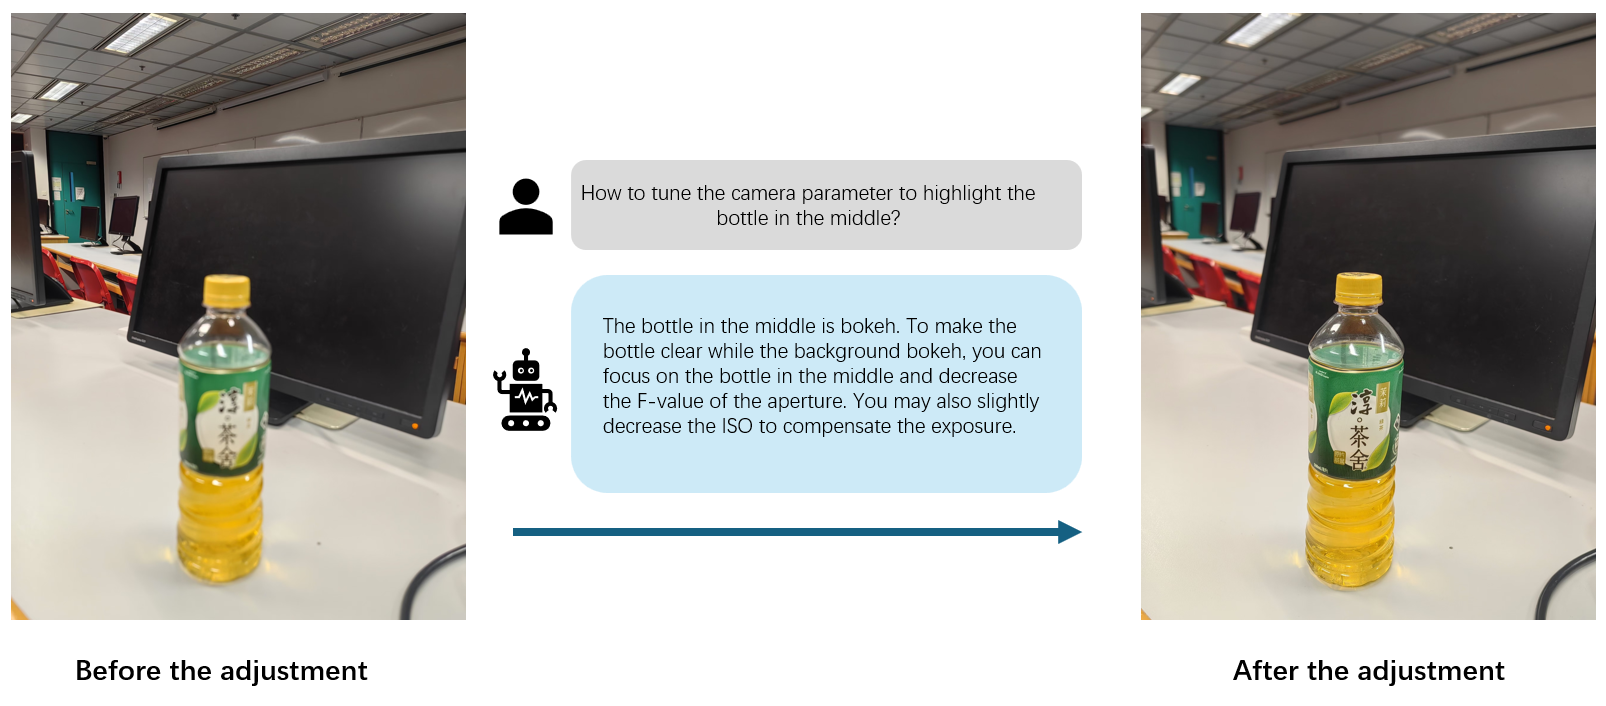 How to tune the camera parameter to highlight the
bottle in the middle?
The bottle in the middle is bokeh. To make the
bottle clear while the background bokeh, you can
focus on the bottle in the middle and decrease
the F-value of the aperture. You may also slightly
decrease the ISO to compensate the exposure.
淳
茶
舍
淳
茶
舍
茉莉
Before the adjustment
After the adjustment